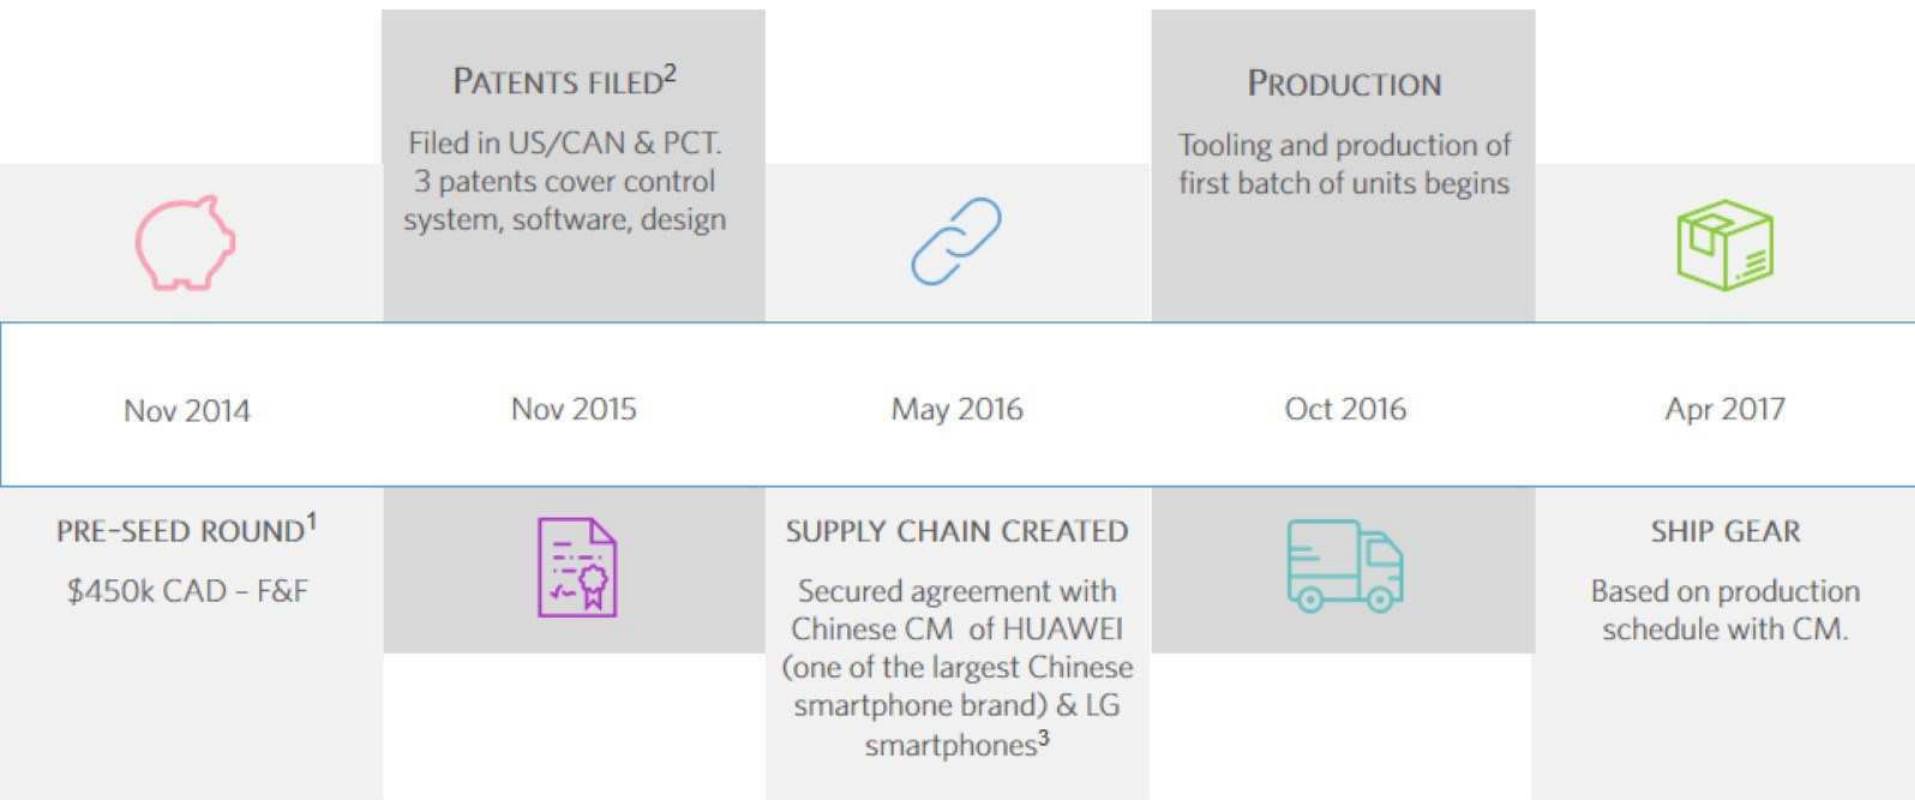 PATENTS FILED2
Filed in US/CAN & PCT.
3 patents cover control
system, software, design
PRODUCTION
Tooling and production of
first batch of units begins
Nov 2014
Nov 2015
May 2016
Oct 2016
Apr 2017
PRE-SEED ROUND1
$450k CAD – F&F
SUPPLY CHAIN CREATED
Secured agreement with
Chinese CM of HUAWEI
(one of the largest Chinese
smartphone brand) & LG
smartphones3
SHIP GEAR
Based on production
schedule with CM.